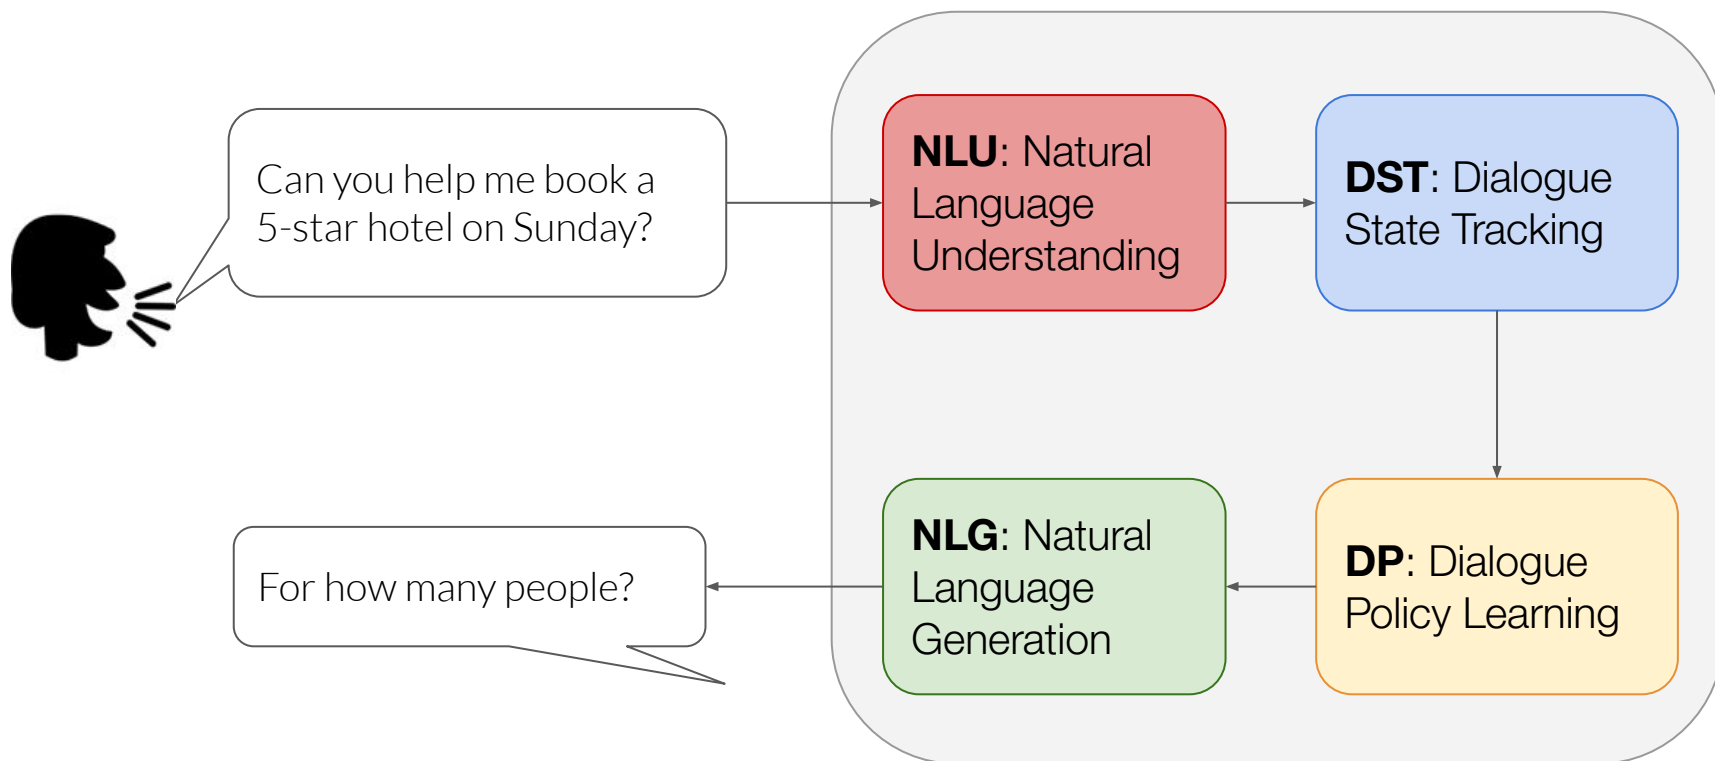 Can you help me book a
5-star hotel on Sunday?
NLU: Natural
Language
Understanding
DST: Dialogue
State Tracking
DP: Dialogue
Policy Learning
NLG: Natural
Language
Generation
For how many people?